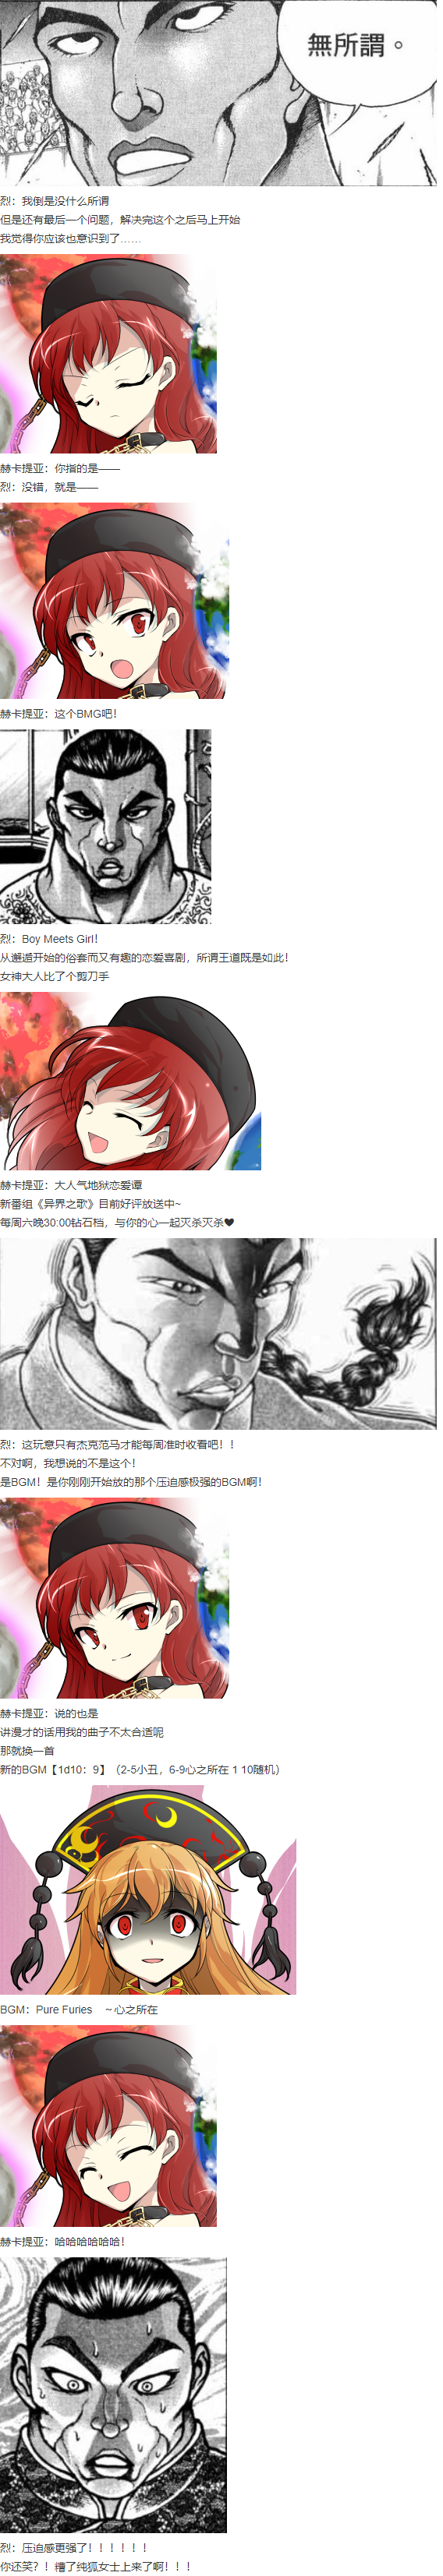 無所謂。
烈：我倒是没什么所谓
但是还有最后一个问题，解决完这个之后马上开始
我觉得你应该也意识到了……
赫卡提亚：你指的是——
烈：没错，就是——
赫卡提亚：这个BMG吧！
烈：Boy Meets Girl！
从邂逅开始的俗套而又有趣的恋爱喜剧，所谓王道既是如此！
女神大人比了个剪刀手
赫卡提亚：大人气地狱恋爱谭
新番组《异界之歌》目前好评放送中~
每周六晚30:00钻石档，与你的心一起灭杀灭杀♥
烈：这玩意只有杰克范马才能每周准时收看吧！！
不对啊，我想说的不是这个！
是BGM！是你刚刚开始放的那个压迫感极强的BGM啊！
赫卡提亚：说的也是
讲漫才的话用我的曲子不太合适呢
那就换一首
新的BGM【1d10：9】（2-5小丑，6-9心之所在 1 10随机）
BGM：Pure Furies　～心之所在
赫卡提亚：哈哈哈哈哈哈！
烈：压迫感更强了！！！！！！
你还笑？！糟了纯狐女士上来了啊！！！